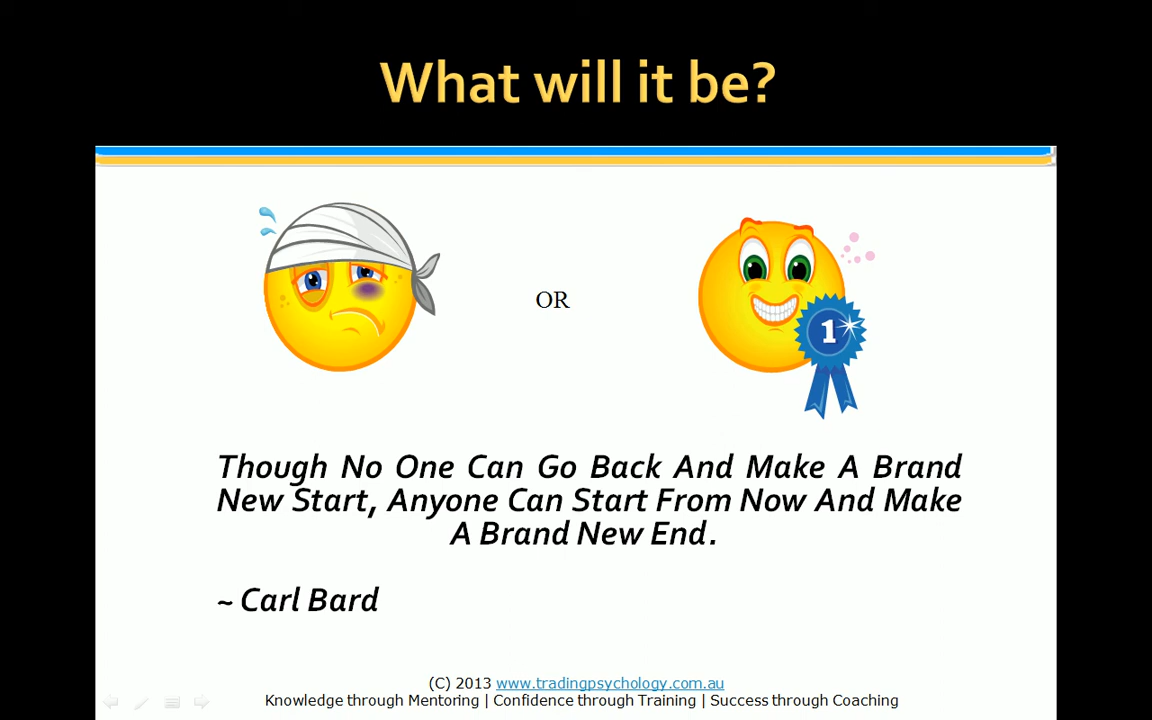 What will it be?
OR
1
Though No One Can Go Back And Make A Brand
New Start, Anyone Can Start From Now And Make
A Brand New End.
~ Carl Bard
(C) 2013 www.tradingpsychology.com.au
Knowledge through Mentoring | Confidence through Training | Success through Coaching